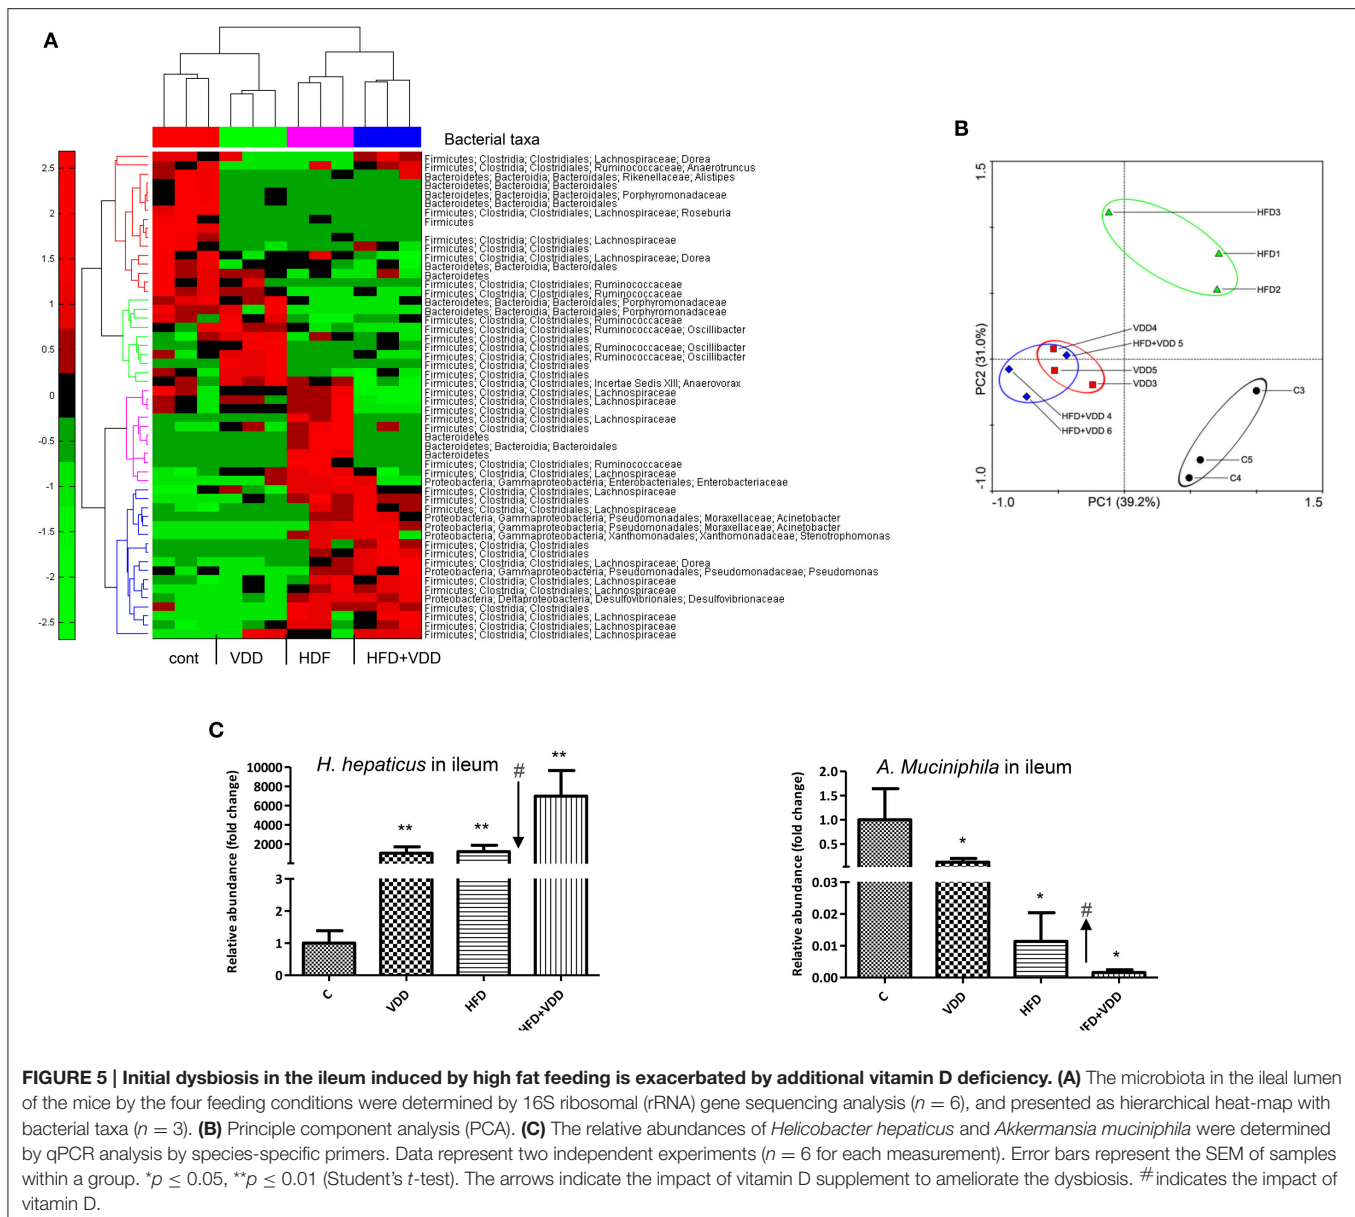 A
Bacterial taxa
2.5
2
1.5
1
0.5
0
-0.5
-1
-1.5
-2
-2.5
Firmicutes; Clostridia; Clostridiales; Lachnospiraceae; Dorea
Firmicutes; Clostridia; Clostridiales; Ruminococcaceae; Anaerotruncus
Bacteroidetes; Bacteroidia; Bacteroidales; Rikenellaceae; Alistipes
Bacteroidetes; Bacteroidia; Bacteroidales
Bacteroidetes; Bacteroidia; Bacteroidales; Porphyromonadaceae
Bacteroidetes; Bacteroidia; Bacteroidales
Firmicutes; Clostridia; Clostridiales; Lachnospiraceae; Roseburia
Firmicutes
Firmicutes; Clostridia; Clostridiales; Lachnospiraceae
Firmicutes; Clostridia; Clostridiales
Firmicutes; Clostridia; Clostridiales; Lachnospiraceae; Dorea
Bacteroidetes; Bacteroidia; Bacteroidales
Bacteroidetes
Firmicutes; Clostridia; Clostridiales; Ruminococcaceae
Firmicutes; Clostridia; Clostridiales; Ruminococcaceae
Bacteroidetes; Bacteroidia; Bacteroidales; Porphyromonadaceae
Bacteroidetes; Bacteroidia; Bacteroidales; Porphyromonadaceae
Firmicutes; Clostridia; Clostridiales; Ruminococcaceae
Firmicutes; Clostridia; Clostridiales; Ruminococcaceae; Oscillibacter
Firmicutes; Clostridia; Clostridiales
Firmicutes; Clostridia; Clostridiales; Ruminococcaceae; Oscillibacter
Firmicutes; Clostridia; Clostridiales; Ruminococcaceae; Oscillibacter
Firmicutes; Clostridia; Clostridiales
Firmicutes; Clostridia; Clostridiales
Firmicutes; Clostridia; Clostridiales; Incertae Sedis XIII; Anaerovorax
Firmicutes; Clostridia; Clostridiales; Lachnospiraceae
Firmicutes; Clostridia; Clostridiales
Firmicutes; Clostridia; Clostridiales
Firmicutes; Clostridia; Clostridiales; Lachnospiraceae
Firmicutes; Clostridia; Clostridiales
Bacteroidetes
Bacteroidetes; Bacteroidia; Bacteroidales
Bacteroidetes
Firmicutes; Clostridia; Clostridiales; Ruminococcaceae
Firmicutes; Clostridia; Clostridiales; Lachnospiraceae
Proteobacteria; Gammaproteobacteria; Enterobacteriales; Enterobacteriaceae
Firmicutes; Clostridia; Clostridiales; Lachnospiraceae
Firmicutes; Clostridia; Clostridiales
Firmicutes; Clostridia; Clostridiales; Lachnospiraceae
Proteobacteria; Gammaproteobacteria; Pseudomonadales; Moraxellaceae; Acinetobacter
Proteobacteria; Gammaproteobacteria; Pseudomonadales; Moraxellaceae; Acinetobacter
Proteobacteria; Gammaproteobacteria; Xanthomonadales; Xanthomonadaceae; Stenotrophomonas
Firmicutes; Clostridia; Clostridiales
Firmicutes; Clostridia; Clostridiales
Firmicutes; Clostridia; Clostridiales; Lachnospiraceae; Dorea
Proteobacteria; Gammaproteobacteria; Pseudomonadales; Pseudomonadaceae; Pseudomonas
Firmicutes; Clostridia; Clostridiales; Lachnospiraceae
Firmicutes; Clostridia; Clostridiales; Lachnospiraceae
Proteobacteria; Deltaproteobacteria; Desulfovibrionales; Desulfovibrionaceae
Firmicutes; Clostridia; Clostridiales
Firmicutes; Clostridia; Clostridiales; Lachnospiraceae
Firmicutes; Clostridia; Clostridiales
Firmicutes; Clostridia; Clostridiales; Lachnospiraceae
cont VDD HDF HFD+VDD
B
1.5
PC2 (31.0%)
-1.0
HFD3
HFD1
HFD2
VDD4
HFD+VDD 5
VDD5
VDD3
HFD+VDD 4
HFD+VDD 6
C3
C5
C4
-1.0 PC1 (39.2%) 1.5
C
H. hepaticus in ileum
Relative abundance (fold change)
10000
8000
6000
4000
2000
3
2
1
0
**
**
#
**
C VDD HFD HFD+VDD
A. Muciniphila in ileum
Relative abundance (fold change)
2.0
1.5
1.0
0.5
0.03
0.02
0.01
0.00
*
*
#
*
C VDD HFD HFD+VDD
FIGURE 5 | Initial dysbiosis in the ileum induced by high fat feeding is exacerbated by additional vitamin D deficiency. (A) The microbiota in the ileal lumen
of the mice by the four feeding conditions were determined by 16S ribosomal (rRNA) gene sequencing analysis (n = 6), and presented as hierarchical heat-map with
bacterial taxa (n = 3). (B) Principle component analysis (PCA). (C) The relative abundances of Helicobacter hepaticus and Akkermansia muciniphila were determined
by qPCR analysis by species-specific primers. Data represent two independent experiments (n = 6 for each measurement). Error bars represent the SEM of samples
within a group. *p ≤ 0.05, **p ≤ 0.01 (Student's t-test). The arrows indicate the impact of vitamin D supplement to ameliorate the dysbiosis. #indicates the impact of
vitamin D.